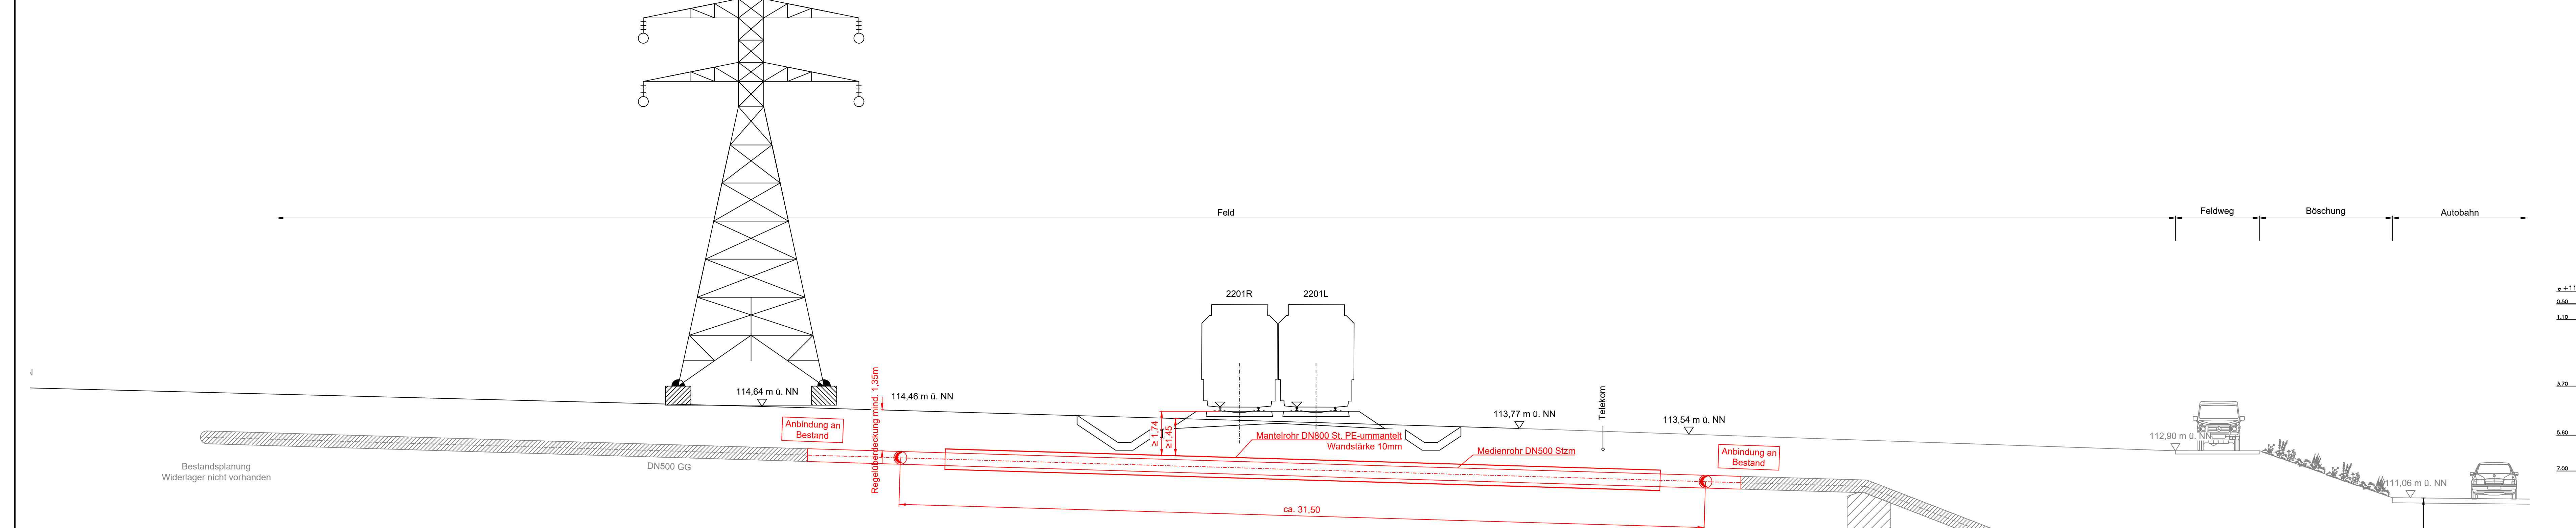 Feld
Feldweg
Böschung
Autobahn
2201R
2201L
0.50
1.10
3.70
5.60
7.00
Regelüberdeckung mind. 1,35m
114,64 m ü. NN
114,46 m ü. NN
Telekom
113,77 m ü. NN
113,54 m ü. NN
112,90 m ü. NN
111,06 m ü. NN
Anbindung an
Bestand
≥ 1,74
≥1,45
Mantelrohr DN800 St. PE-ummantelt
Wandstärke 10mm
Medienrohr DN500 Stzm
Anbindung an
Bestand
Bestandsplanung
Widerlager nicht vorhanden
DN500 GG
ca. 31,50